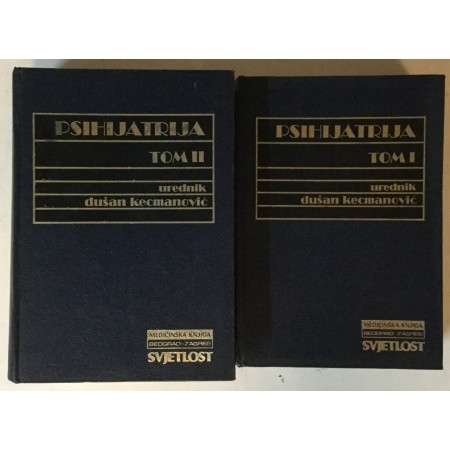 PSIHIJATRIJA
TOM II
urednik
dušan kecmanović
MEDICINSKA KNJIGA
BEOGRAD-ZAGREB
SVJETLOST
PSIHIJATRIJA
TOM I
urednik
dušan kecmanović
MEDICINSKA KNJIGA
BEOGRAD-ZAGREB
SVJETLOST